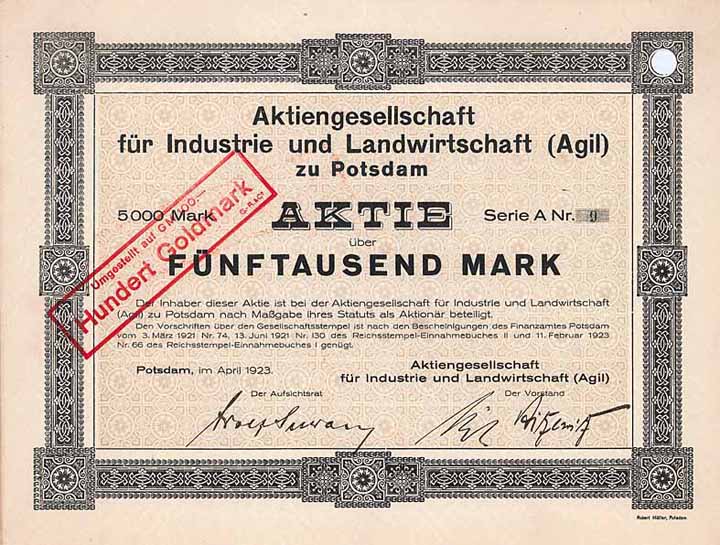 Aktiengesellschaft
für Industrie und Landwirtschaft (Agil)
zu Potsdam
5000 Mark AKTIE Serie A Nr. 9
über
FÜNFTAUSEND MARK
Umgestellt auf GM 100.—
Hundert Goldmark
Der Inhaber dieser Aktie ist bei der Aktiengesellschaft für Industrie und Landwirtschaft
(Agil) zu Potsdam nach Maßgabe ihres Statuts als Aktionär beteiligt.
Den Vorschriften über den Gesellschaftsstempel ist nach den Bescheinigungen des Finanzamtes Potsdam
vom 3. März 1921 Nr. 74, 13. Juni 1921 Nr. 130 des Reichsstempel-Einnahmebuches II und 11. Februar 1923
Nr. 66 des Reichsstempel-Einnahmebuches I genügt.
Potsdam, im April 1923.
Aktiengesellschaft
für Industrie und Landwirtschaft (Agil)
Der Aufsichtsrat Der Vorstand
Robert Müller, Potsdam.